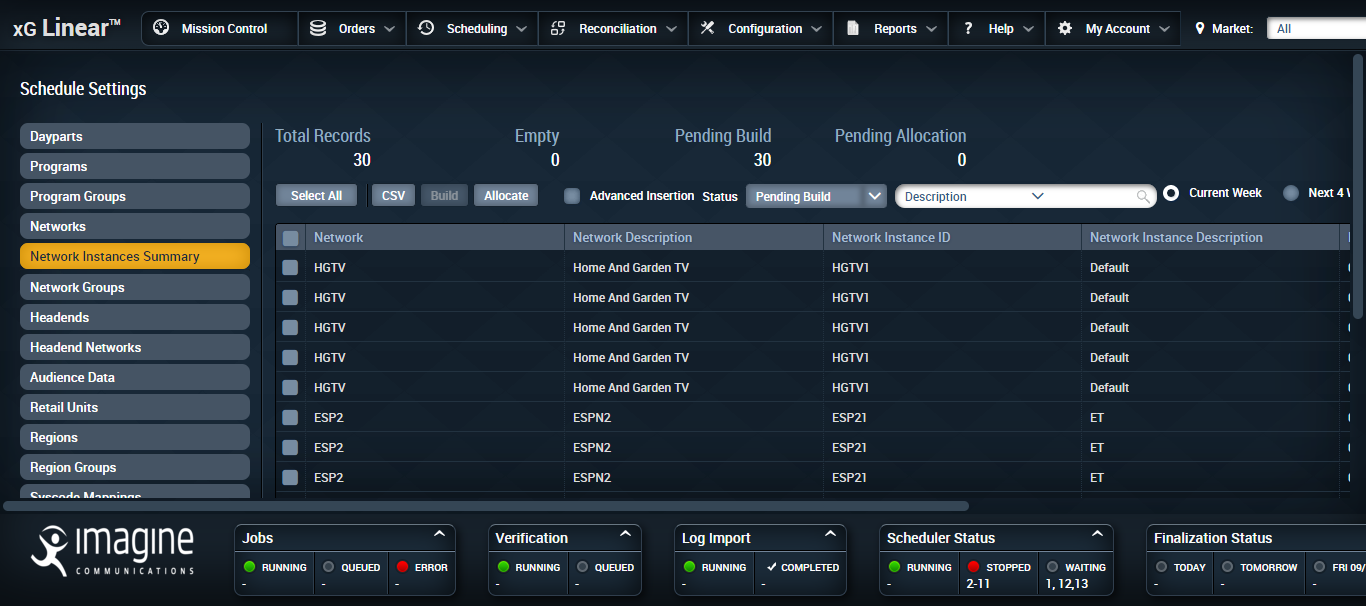 xG Linear™ Mission Control Orders Scheduling Reconciliation Configuration Reports ? Help My Account Market: All
Schedule Settings
Dayparts
Programs
Program Groups
Networks
Network Instances Summary
Network Groups
Headends
Headend Networks
Audience Data
Retail Units
Regions
Region Groups
Syscode Mappings
Total Records Empty Pending Build Pending Allocation
30 0 30 0
Select All CSV Build Allocate Advanced Insertion Status Pending Build Description Current Week Next 4
Network Network Description Network Instance ID Network Instance Description
HGTV Home And Garden TV HGTV1 Default
HGTV Home And Garden TV HGTV1 Default
HGTV Home And Garden TV HGTV1 Default
HGTV Home And Garden TV HGTV1 Default
HGTV Home And Garden TV HGTV1 Default
ESP2 ESPN2 ESP21 ET
ESP2 ESPN2 ESP21 ET
ESP2 ESPN2 ESP21 ET
imagine
COMMUNICATIONS
Jobs
RUNNING QUEUED ERROR
- - -
Verification
RUNNING QUEUED
- -
Log Import
RUNNING COMPLETED
- -
Scheduler Status
RUNNING STOPPED WAITING
- 2-11 1, 12,13
Finalization Status
TODAY TOMORROW FRI 09/
- - -